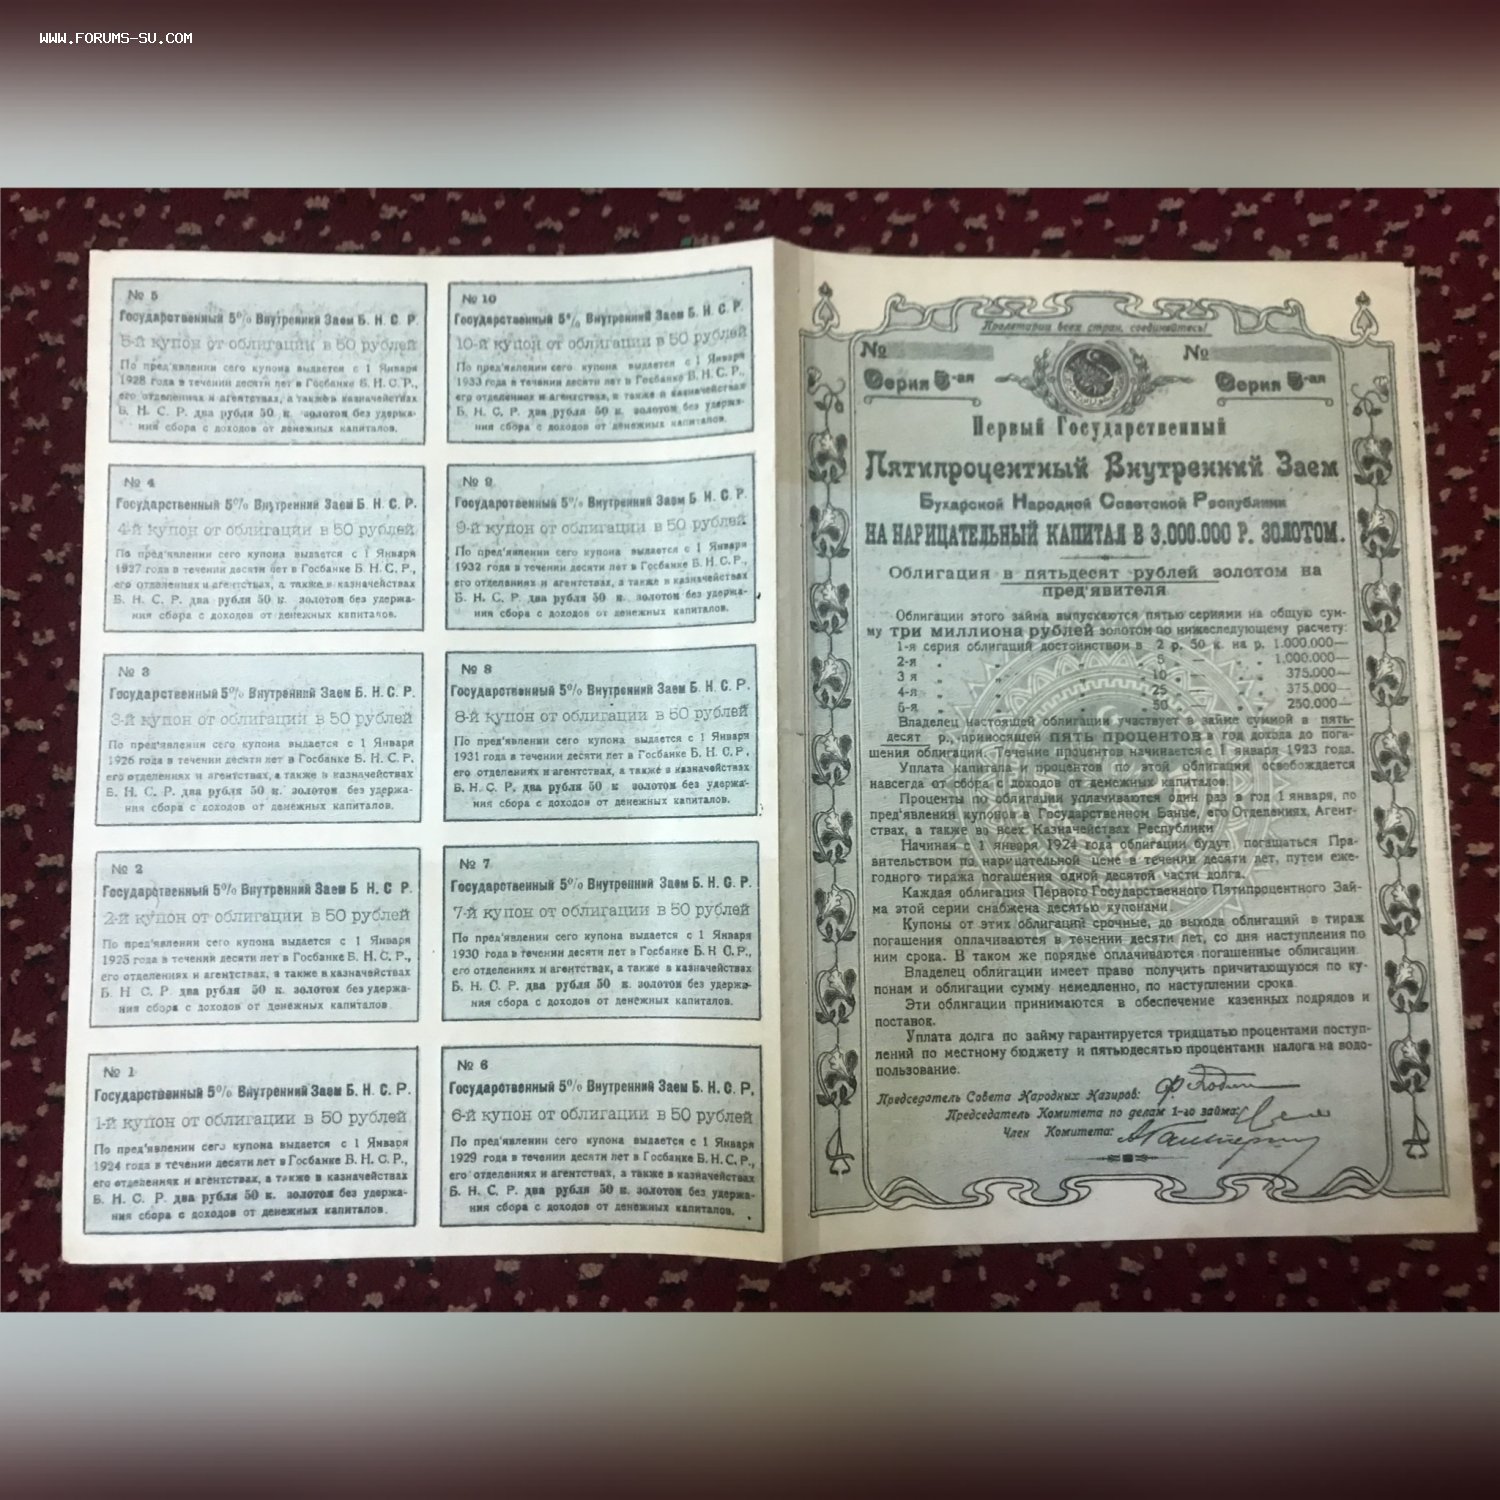 WWW.FORUMS-SU.COM
№ 5
Государственный 5% Внутренний Заем Б. Н. С. Р.
5-й купон от облигации в 50 рублей
По пред'явлении сего купона выдается с 1 Января
1928 года в течении десяти лет в Госбанке Б. Н. С. Р.,
его отделениях и агентствах, а также в казначействах
Б. Н. С. Р. два рубля 50 к. золотом без удержа-
ния сбора с доходов от денежных капиталов.
№ 4
Государственный 5% Внутренний Заем Б. Н. С. Р.
4-й купон от облигации в 50 рублей
По пред'явлении сего купона выдается с 1 Января
1927 года в течении десяти лет в Госбанке Б. Н. С. Р.,
его отделениях и агентствах, а также в казначействах
Б. Н. С. Р. два рубля 50 к. золотом без удержа-
ния сбора с доходов от денежных капиталов.
№ 3
Государственный 5% Внутренний Заем Б. Н. С. Р.
3-й купон от облигации в 50 рублей
По пред'явлении сего купона выдается с 1 Января
1926 года в течении десяти лет в Госбанке Б. Н. С. Р.,
его отделениях и агентствах, а также в казначействах
Б. Н. С. Р. два рубля 50 к. золотом без удержа-
ния сбора с доходов от денежных капиталов.
№ 2
Государственный 5% Внутренний Заем Б Н С Р.
2-й купон от облигации в 50 рублей
По пред'явлении сего купона выдается с 1 Января
1925 года в течении десяти лет в Госбанке Б. Н. С. Р.,
его отделениях и агентствах, а также в казначействах
Б. Н С Р. два рубля 50 к. золотом без удержа-
ния сбора с доходов от денежных капиталов.
№ 1
Государственный 5% Внутренний Заем Б. Н. С. Р.
1-й купон от облигации в 50 рублей
По пред'явлении сего купона выдается с 1 Января
1924 года в течении десяти лет в Госбанке Б. Н. С. Р.,
его отделениях и агентствах, а также в казначействах
Б. Н. С. Р. два рубля 50 к. золотом без удержа-
ния сбора с доходов от денежных капиталов.
№ 10
Государственный 5% Внутренний Заем Б. Н. С. Р.
10-й купон от облигации в 50 рублей
По пред'явлении сего купона выдается с 1 Января
1933 года в течении десяти лет в Госбанке Б. Н. С. Р.,
его отделениях и агентствах, а также в казначействах
Б. Н. С. Р. два рубля 50 к. золотом без удержа-
ния сбора с доходов от денежных капиталов.
№ 9
Государственный 5% Внутренний Заем Б. Н. С. Р.
9-й купон от облигации в 50 рублей
По пред'явлении сего купона выдается с 1 Января
1932 года в течении десяти лет в Госбанке Б. Н. С. Р.,
его отделениях и агентствах, а также в казначействах
Б. Н. С. Р. два рубля 50 к. золотом без удержа-
ния сбора с доходов от денежных капиталов.
№ 8
Государственный 5% Внутренний Заем Б. Н. С. Р.
8-й купон от облигации в 50 рублей
По пред'явлении сего купона выдается с 1 Января
1931 года в течении десяти лет в Госбанке Б. Н. С. Р.,
его отделениях и агентствах, а также в казначействах
Б. Н. С. Р. два рубля 50 к золотом без удержа-
ния сбора с доходов от денежных капиталов.
№ 7
Государственный 5% Внутренний Заем Б. Н. С. Р.
7-й купон от облигации в 50 рублей
По пред'явлении сего купона выдается с 1 Января
1930 года в течении десяти лет в Госбанке Б. Н С. Р.,
его отделениях и агентствах, а также в казначействах
Б. Н. С. Р. два рубля 50 к. золотом без удержа-
ния сбора с доходов от денежных капиталов.
№ 6
Государственный 5% Внутренний Заем Б. Н. С. Р.
6-й купон от облигации в 50 рублей
По пред'явлении сего купона выдается с 1 Января
1929 года в течении десяти лет в Госбанке Б. Н. С. Р.,
его отделениях и агентствах, а также в казначействах
Б. Н. С. Р. два рубля 50 к. золотом без удержа-
ния сбора с доходов от денежных капиталов.
Пролетарии всех стран, соединяйтесь!
№ №
Серия 5-ая Серия 5-ая
Первый Государственный
Пятипроцентный Внутренний Заем
Бухарской Народной Советской Республики
НА НАРИЦАТЕЛЬНЫЙ КАПИТАЛ В 3.000.000 Р. ЗОЛОТОМ.
Облигация в пятьдесят рублей золотом на
пред'явителя
Облигации этого займа выпускаются пятью сериями на общую сум-
му три миллиона рублей золотом по нижеследующему расчету:
1-я серия облигаций достоинством в 2 р. 50 к. на р. 1.000.000—
2-я „ „ „ 5 — „ „ 1.000.000—
3 я „ „ „ 10 — „ „ 375.000—
4-я „ „ „ 25 — „ „ 375.000—
5-я „ „ „ 50 — „ „ 250.000—
Владелец настоящей облигации участвует в займе суммой в пять-
десят р., приносящей пять процентов в год дохода до пога-
шения облигации. Течение процентов начинается с 1 января 1923 года.
Уплата капитала и процентов по этой облигации освобождается
навсегда от сбора с доходов от денежных капиталов.
Проценты по облигации уплачиваются один раз в год 1 января, по
пред'явлении купонов в Государственном Банке, его Отделениях, Агент-
ствах, а также во всех Казначействах Республики
Начиная с 1 января 1924 года облигации будут погашаться Пра-
вительством по нарицательной цене в течении десяти лет, путем еже-
годного тиража погашения одной десятой части долга.
Каждая облигация Первого Государственного Пятипроцентного Зай-
ма этой серии снабжена десятью купонами.
Купоны от этих облигаций срочные, до выхода облигаций в тираж
погашения оплачиваются в течении десяти лет, со дня наступления по
ним срока. В таком же порядке оплачиваются погашенные облигации.
Владелец облигации имеет право получить причитающуюся по ку-
понам и облигации сумму немедленно, по наступлении срока.
Эти облигации принимаются в обеспечение казенных подрядов и
поставок.
Уплата долга по займу гарантируется тридцатью процентами поступ-
лений по местному бюджету и пятьюдесятью процентами налога на водо-
пользование.
Председатель Совета Народных Назиров:
Председатель Комитета по делам 1-го займа:
Член Комитета: